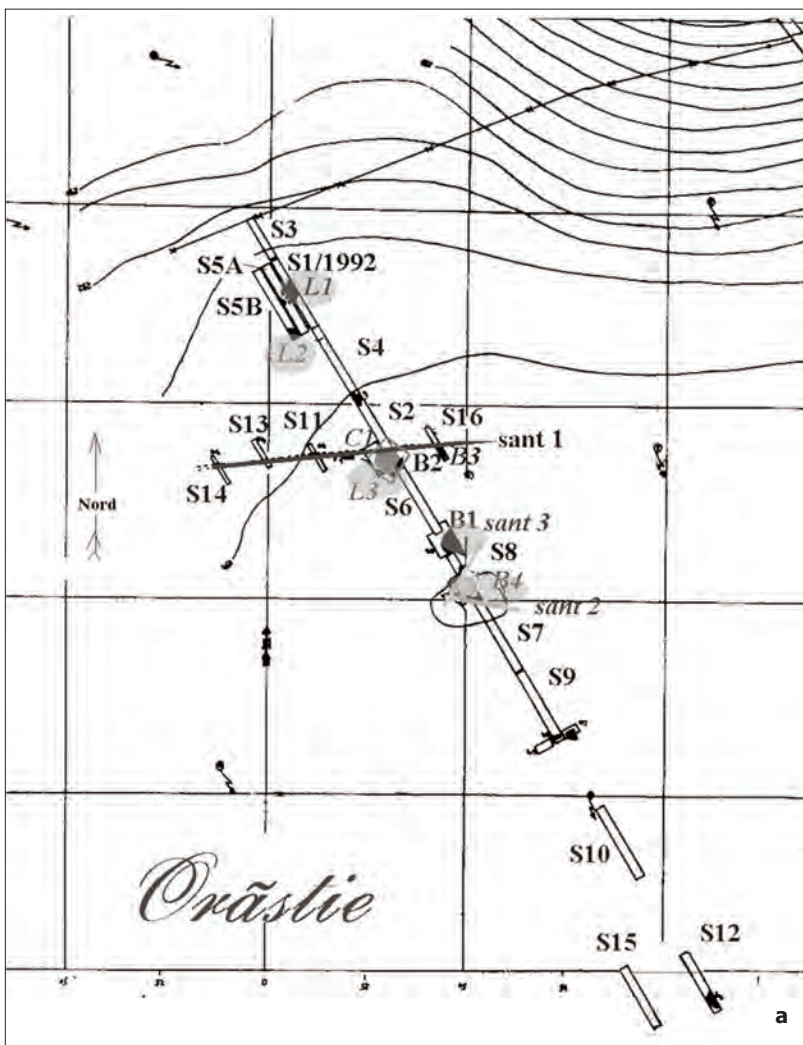 S3
S5A
S1/1992
L1
S5B
L2
S4
S2
S16
S13
S11
C1
sant 1
B2
B3
S14
L3
S6
Nord
B1
sant 3
S8
B4
sant 2
S7
S9
S10
Orăstie
S15
S12
a